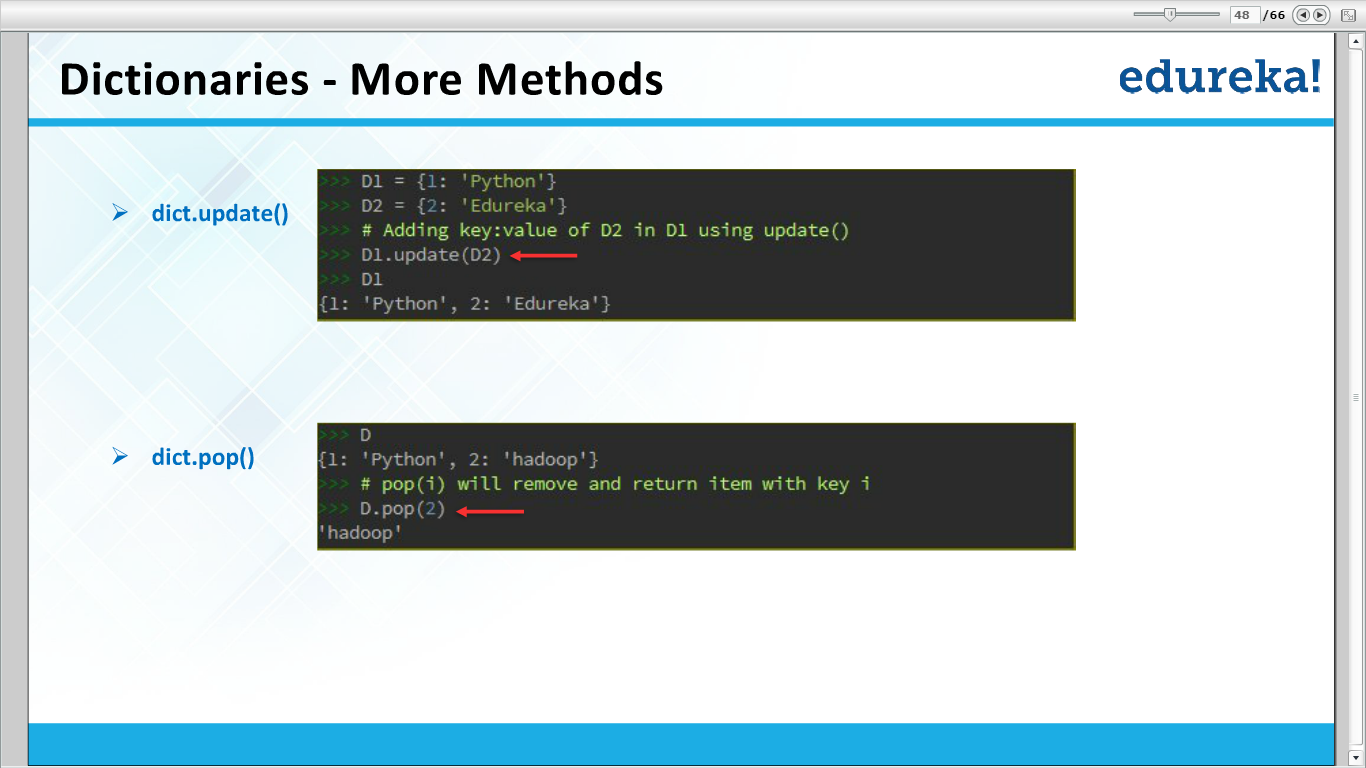 48 /66
Dictionaries - More Methods
edureka!
dict.update()
>>> D1 = {1: 'Python'}
>>> D2 = {2: 'Edureka'}
>>> # Adding key:value of D2 in D1 using update()
>>> D1.update(D2)
>>> D1
{1: 'Python', 2: 'Edureka'}
dict.pop()
>>> D
{1: 'Python', 2: 'hadoop'}
>>> # pop(i) will remove and return item with key i
>>> D.pop(2)
'hadoop'